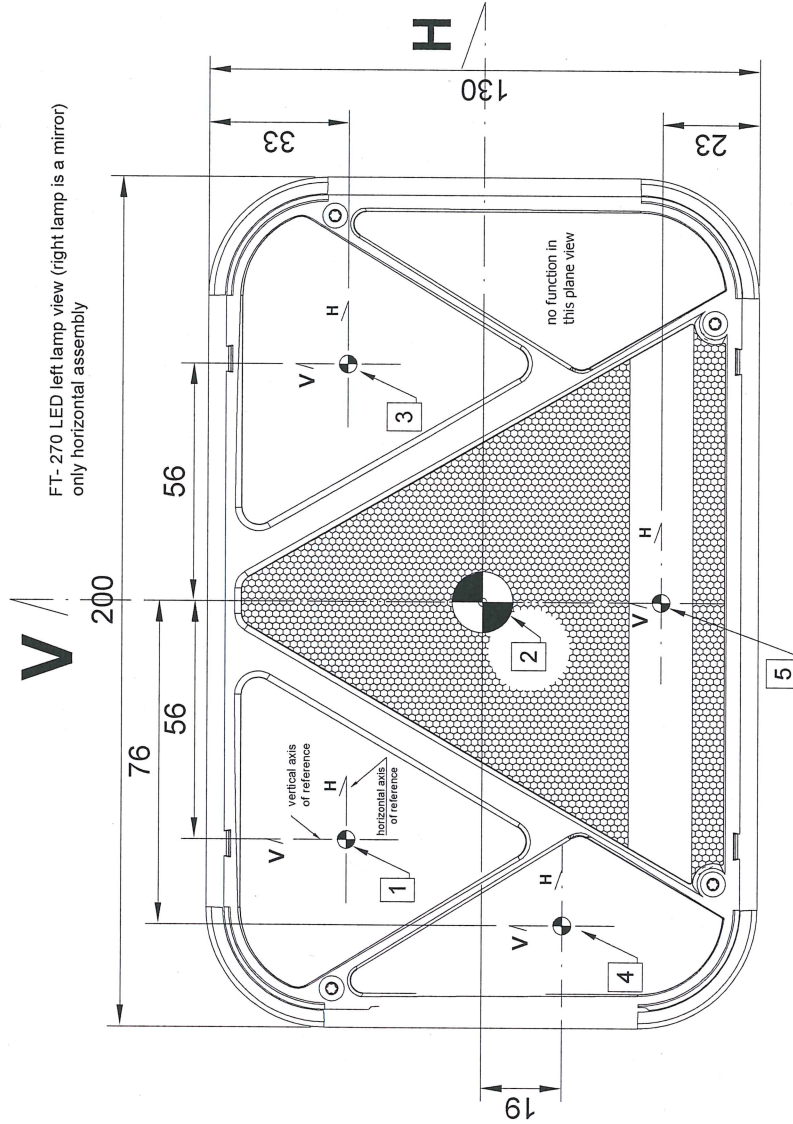 FT- 270 LED left lamp view (right lamp is a mirror)
only horizontal assembly
V
200
76
56
56
H
130
33
23
19
vertical axis
of reference
horizontal axis
of reference
V
H
1
V
H
3
2
no function in
this plane view
V
H
4
V
H
5